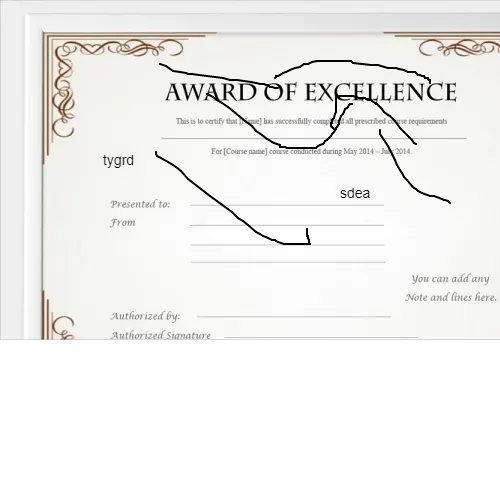 AWARD OF EXCELLENCE
This is to certify that [Name] has successfully completed all prescribed course requirements
For [Course name] course conducted during May 2014 – July 2014.
tygrd
sdea
Presented to:
From
You can add any
Note and lines here.
Authorized by:
Authorized Signature